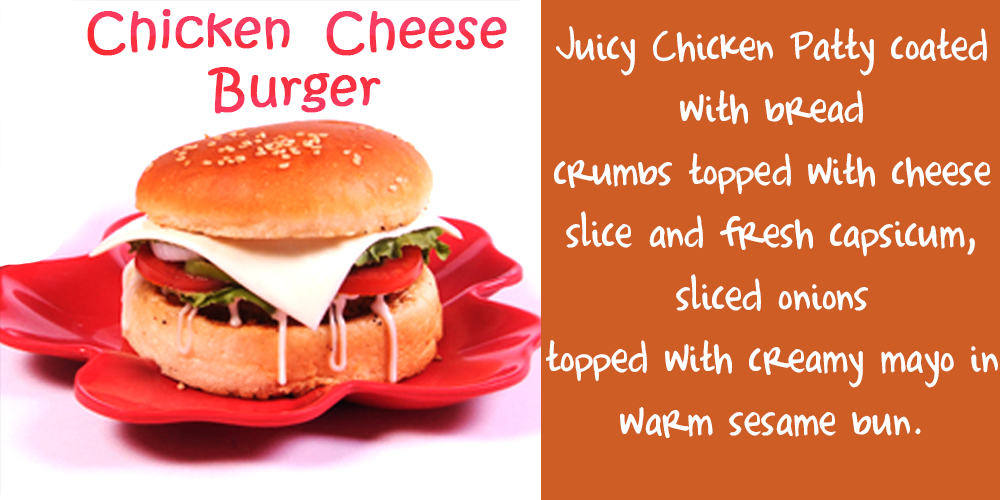 Chicken Cheese
Burger
Juicy Chicken Patty coated
with bread
crumbs topped with cheese
slice and fresh capsicum,
sliced onions
topped with creamy mayo in
warm sesame bun.